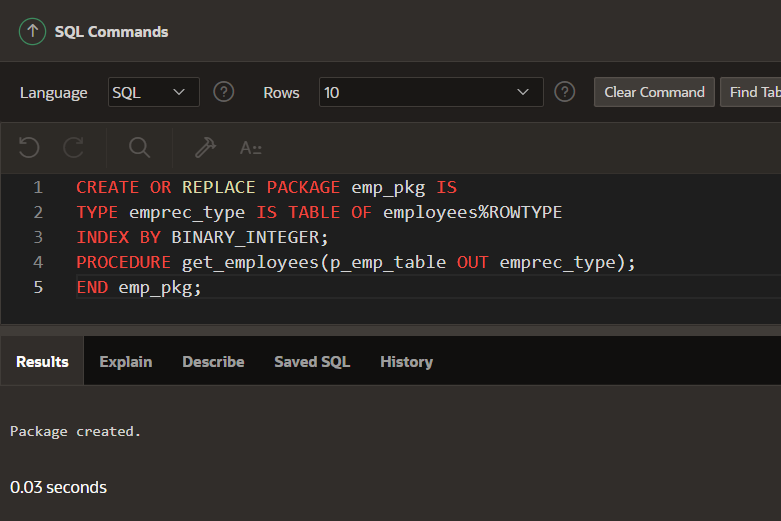 SQL Commands
Language SQL ? Rows 10 ? Clear Command Find Tab
A::
1 CREATE OR REPLACE PACKAGE emp_pkg IS
2 TYPE emprec_type IS TABLE OF employees%ROWTYPE
3 INDEX BY BINARY_INTEGER;
4 PROCEDURE get_employees(p_emp_table OUT emprec_type);
5 END emp_pkg;
Results Explain Describe Saved SQL History
Package created.
0.03 seconds